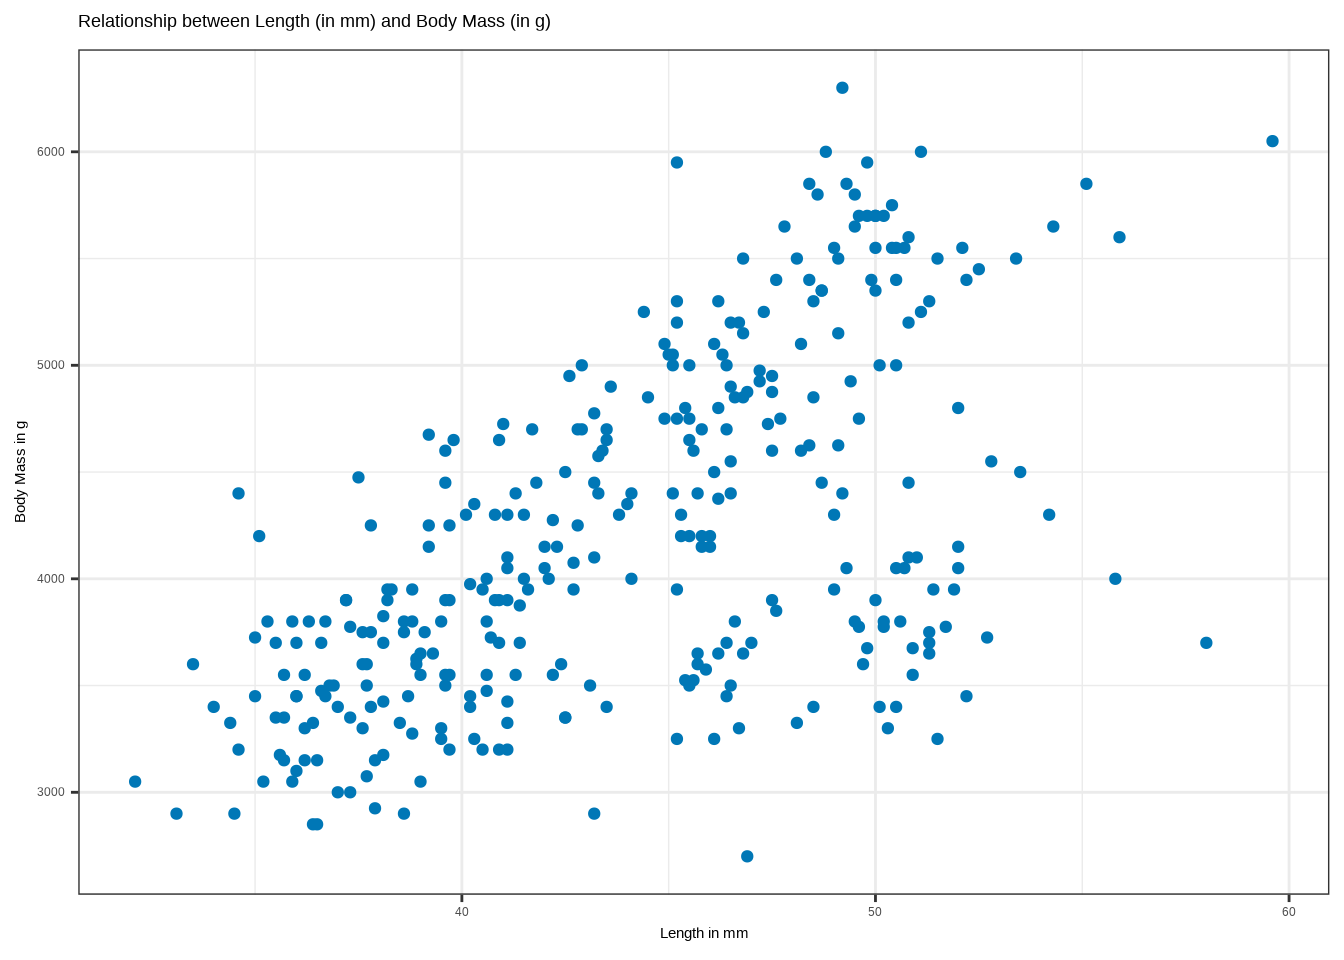 Relationship between Length (in mm) and Body Mass (in g)
6000
5000
4000
3000
Body Mass in g
40
50
60
Length in mm